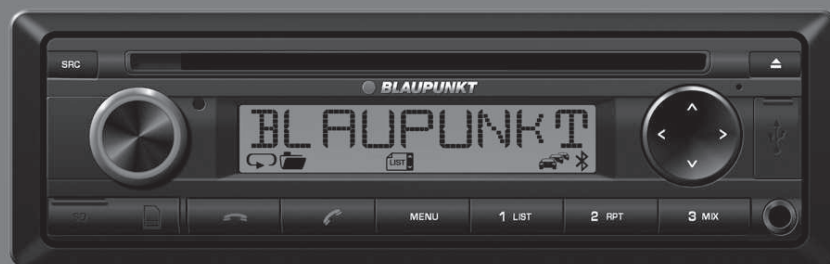 SRC
BLAUPUNKT
BLAUPUNKT
LIST
MENU
1 LIST
2 RPT
3 MIX